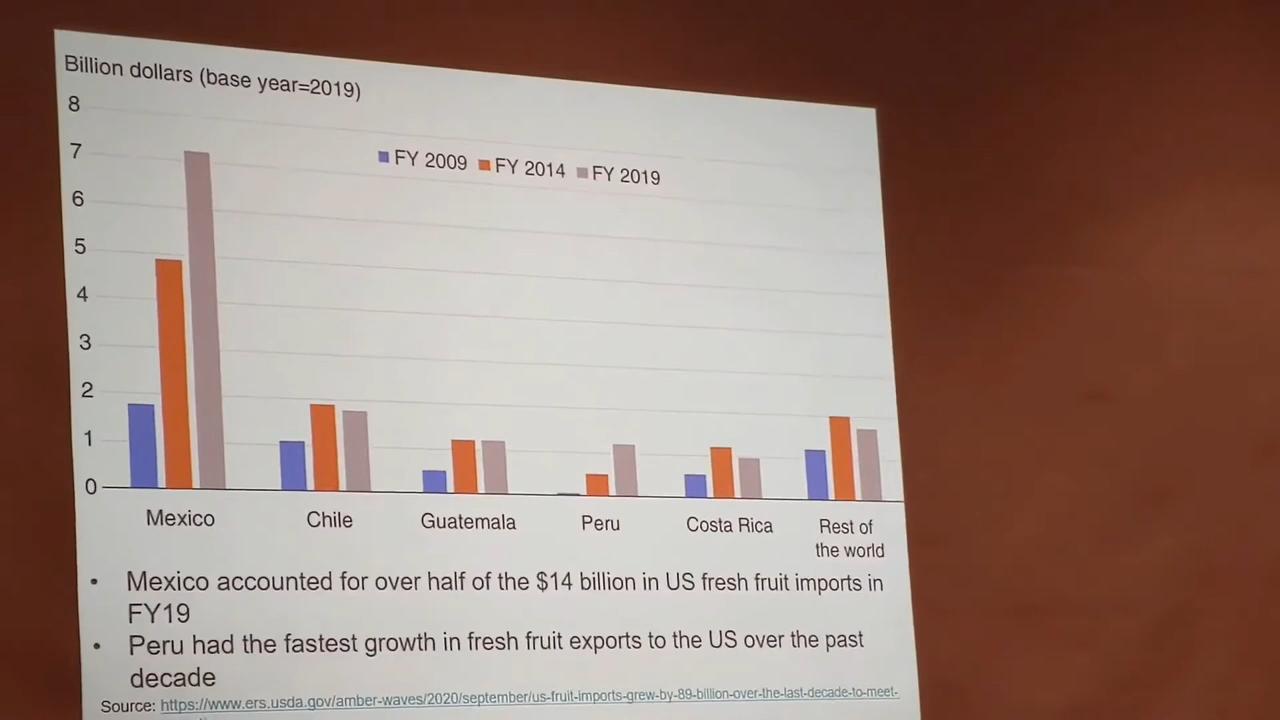 Billion dollars (base year=2019)
8
7
6
5
4
3
2
1
0
FY 2009 FY 2014 FY 2019
Mexico Chile Guatemala Peru Costa Rica Rest of
the world
• Mexico accounted for over half of the $14 billion in US fresh fruit imports in
FY19
• Peru had the fastest growth in fresh fruit exports to the US over the past
decade
Source: https://www.ers.usda.gov/amber-waves/2020/september/us-fruit-imports-grew-by-89-billion-over-the-last-decade-to-meet-